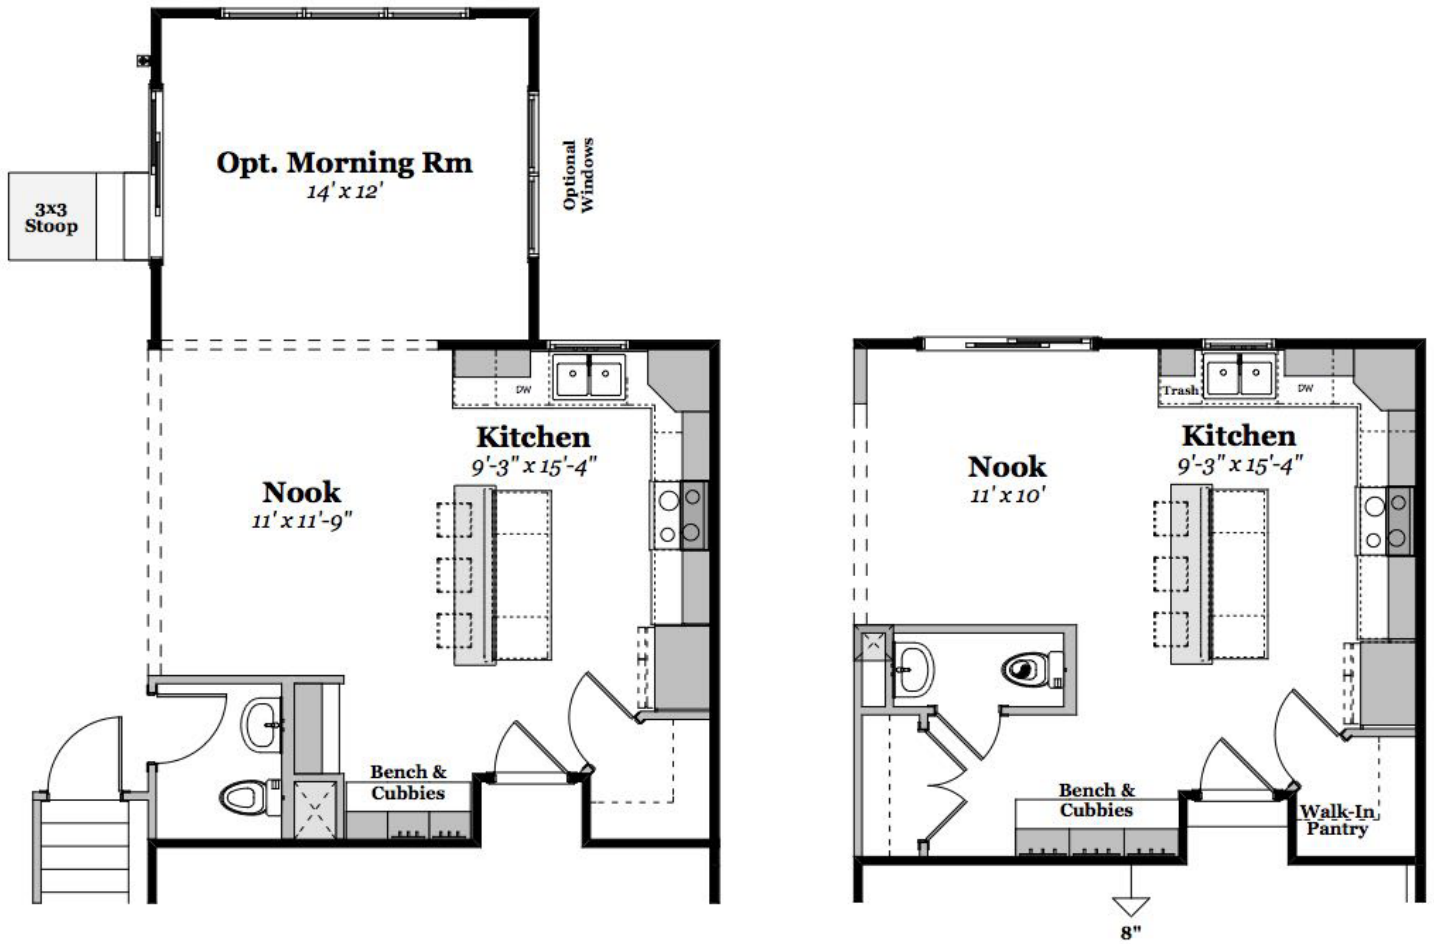 Opt. Morning Rm
14' x 12'
Optional
Windows
3x3
Stoop
DW
Kitchen
9'-3" x 15'-4"
Nook
11' x 11'-9"
Bench &
Cubbies
Trash
DW
Kitchen
9'-3" x 15'-4"
Nook
11' x 10'
Bench &
Cubbies
Walk-In
Pantry
8"